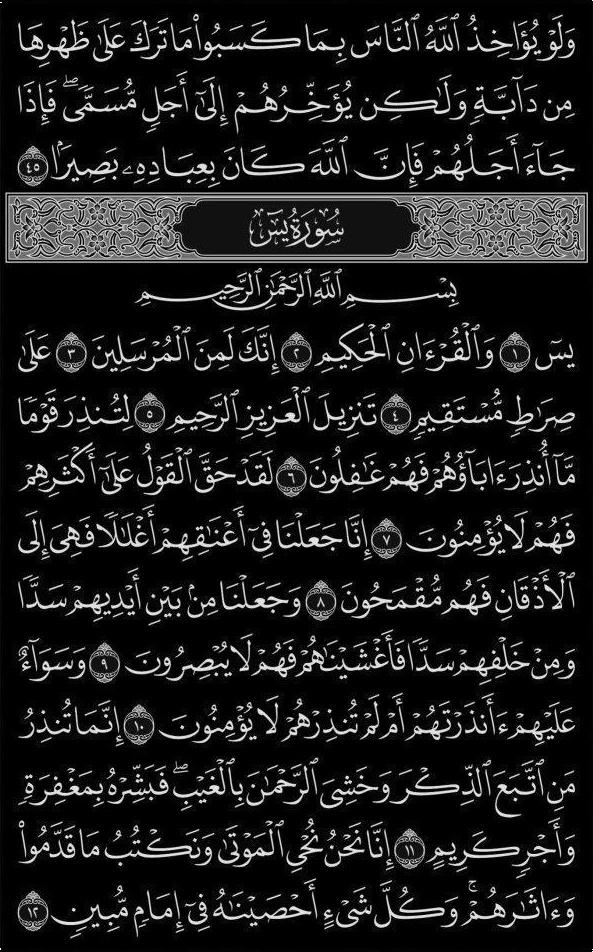 وَلَوْ يُؤَاخِذُ ٱللَّهُ ٱلنَّاسَ بِمَا كَسَبُوا۟ مَا تَرَكَ عَلَىٰ ظَهْرِهَا
مِن دَآبَّةٍ وَلَـٰكِن يُؤَخِّرُهُمْ إِلَىٰٓ أَجَلٍ مُّسَمًّى ۖ فَإِذَا
جَآءَ أَجَلُهُمْ فَإِنَّ ٱللَّهَ كَانَ بِعِبَادِهِۦ بَصِيرًۢا ٤٥
سُورَةُ يسٓ
بِسْمِ ٱللَّهِ ٱلرَّحْمَـٰنِ ٱلرَّحِيمِ
يسٓ ١ وَٱلْقُرْءَانِ ٱلْحَكِيمِ ٢ إِنَّكَ لَمِنَ ٱلْمُرْسَلِينَ ٣ عَلَىٰ
صِرَٰطٍ مُّسْتَقِيمٍ ٤ تَنزِيلَ ٱلْعَزِيزِ ٱلرَّحِيمِ ٥ لِتُنذِرَ قَوْمًا
مَّآ أُنذِرَ ءَابَآؤُهُمْ فَهُمْ غَـٰفِلُونَ ٦ لَقَدْ حَقَّ ٱلْقَوْلُ عَلَىٰٓ أَكْثَرِهِمْ
فَهُمْ لَا يُؤْمِنُونَ ٧ إِنَّا جَعَلْنَا فِىٓ أَعْنَـٰقِهِمْ أَغْلَـٰلًا فَهِىَ إِلَى
ٱلْأَذْقَانِ فَهُم مُّقْمَحُونَ ٨ وَجَعَلْنَا مِنۢ بَيْنِ أَيْدِيهِمْ سَدًّا
وَمِنْ خَلْفِهِمْ سَدًّا فَأَغْشَيْنَـٰهُمْ فَهُمْ لَا يُبْصِرُونَ ٩ وَسَوَآءٌ
عَلَيْهِمْ ءَأَنذَرْتَهُمْ أَمْ لَمْ تُنذِرْهُمْ لَا يُؤْمِنُونَ ١٠ إِنَّمَا تُنذِرُ
مَنِ ٱتَّبَعَ ٱلذِّكْرَ وَخَشِىَ ٱلرَّحْمَـٰنَ بِٱلْغَيْبِ ۖ فَبَشِّرْهُ بِمَغْفِرَةٍ
وَأَجْرٍ كَرِيمٍ ١١ إِنَّا نَحْنُ نُحْىِ ٱلْمَوْتَىٰ وَنَكْتُبُ مَا قَدَّمُوا۟
وَءَاثَـٰرَهُمْ ۚ وَكُلَّ شَىْءٍ أَحْصَيْنَـٰهُ فِىٓ إِمَامٍ مُّبِينٍ ١٢